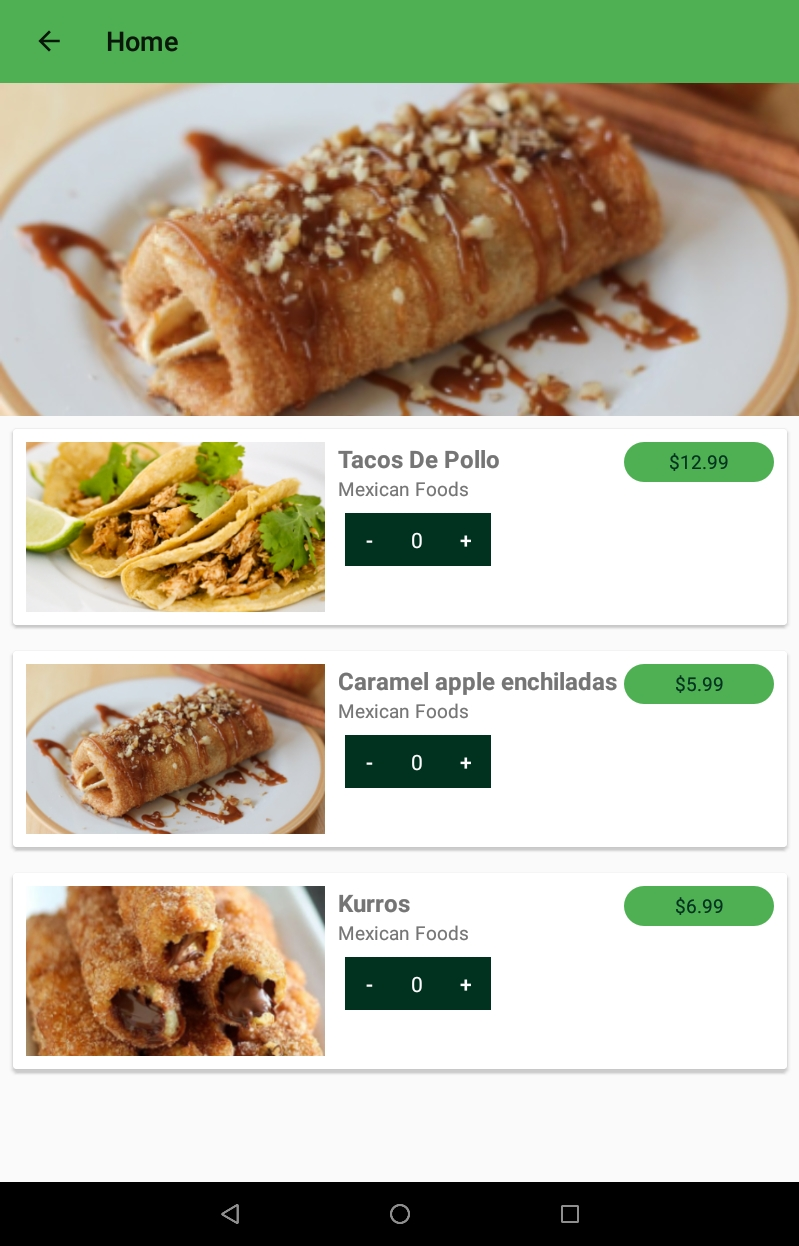 Home
Tacos De Pollo
$12.99
Mexican Foods
- 0 +
Caramel apple enchiladas
$5.99
Mexican Foods
- 0 +
Kurros
$6.99
Mexican Foods
- 0 +